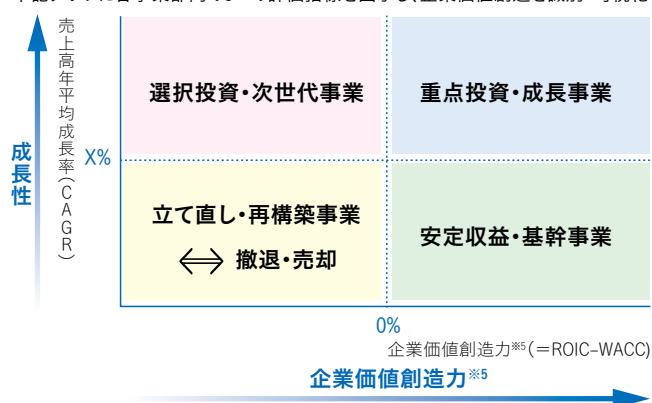 成長性
売上高年平均成長率(CAGR)
X%
選択投資・次世代事業
重点投資・成長事業
立て直し・再構築事業
⟺ 撤退・売却
安定収益・基幹事業
0%
企業価値創造力※5(=ROIC–WACC)
企業価値創造力※5